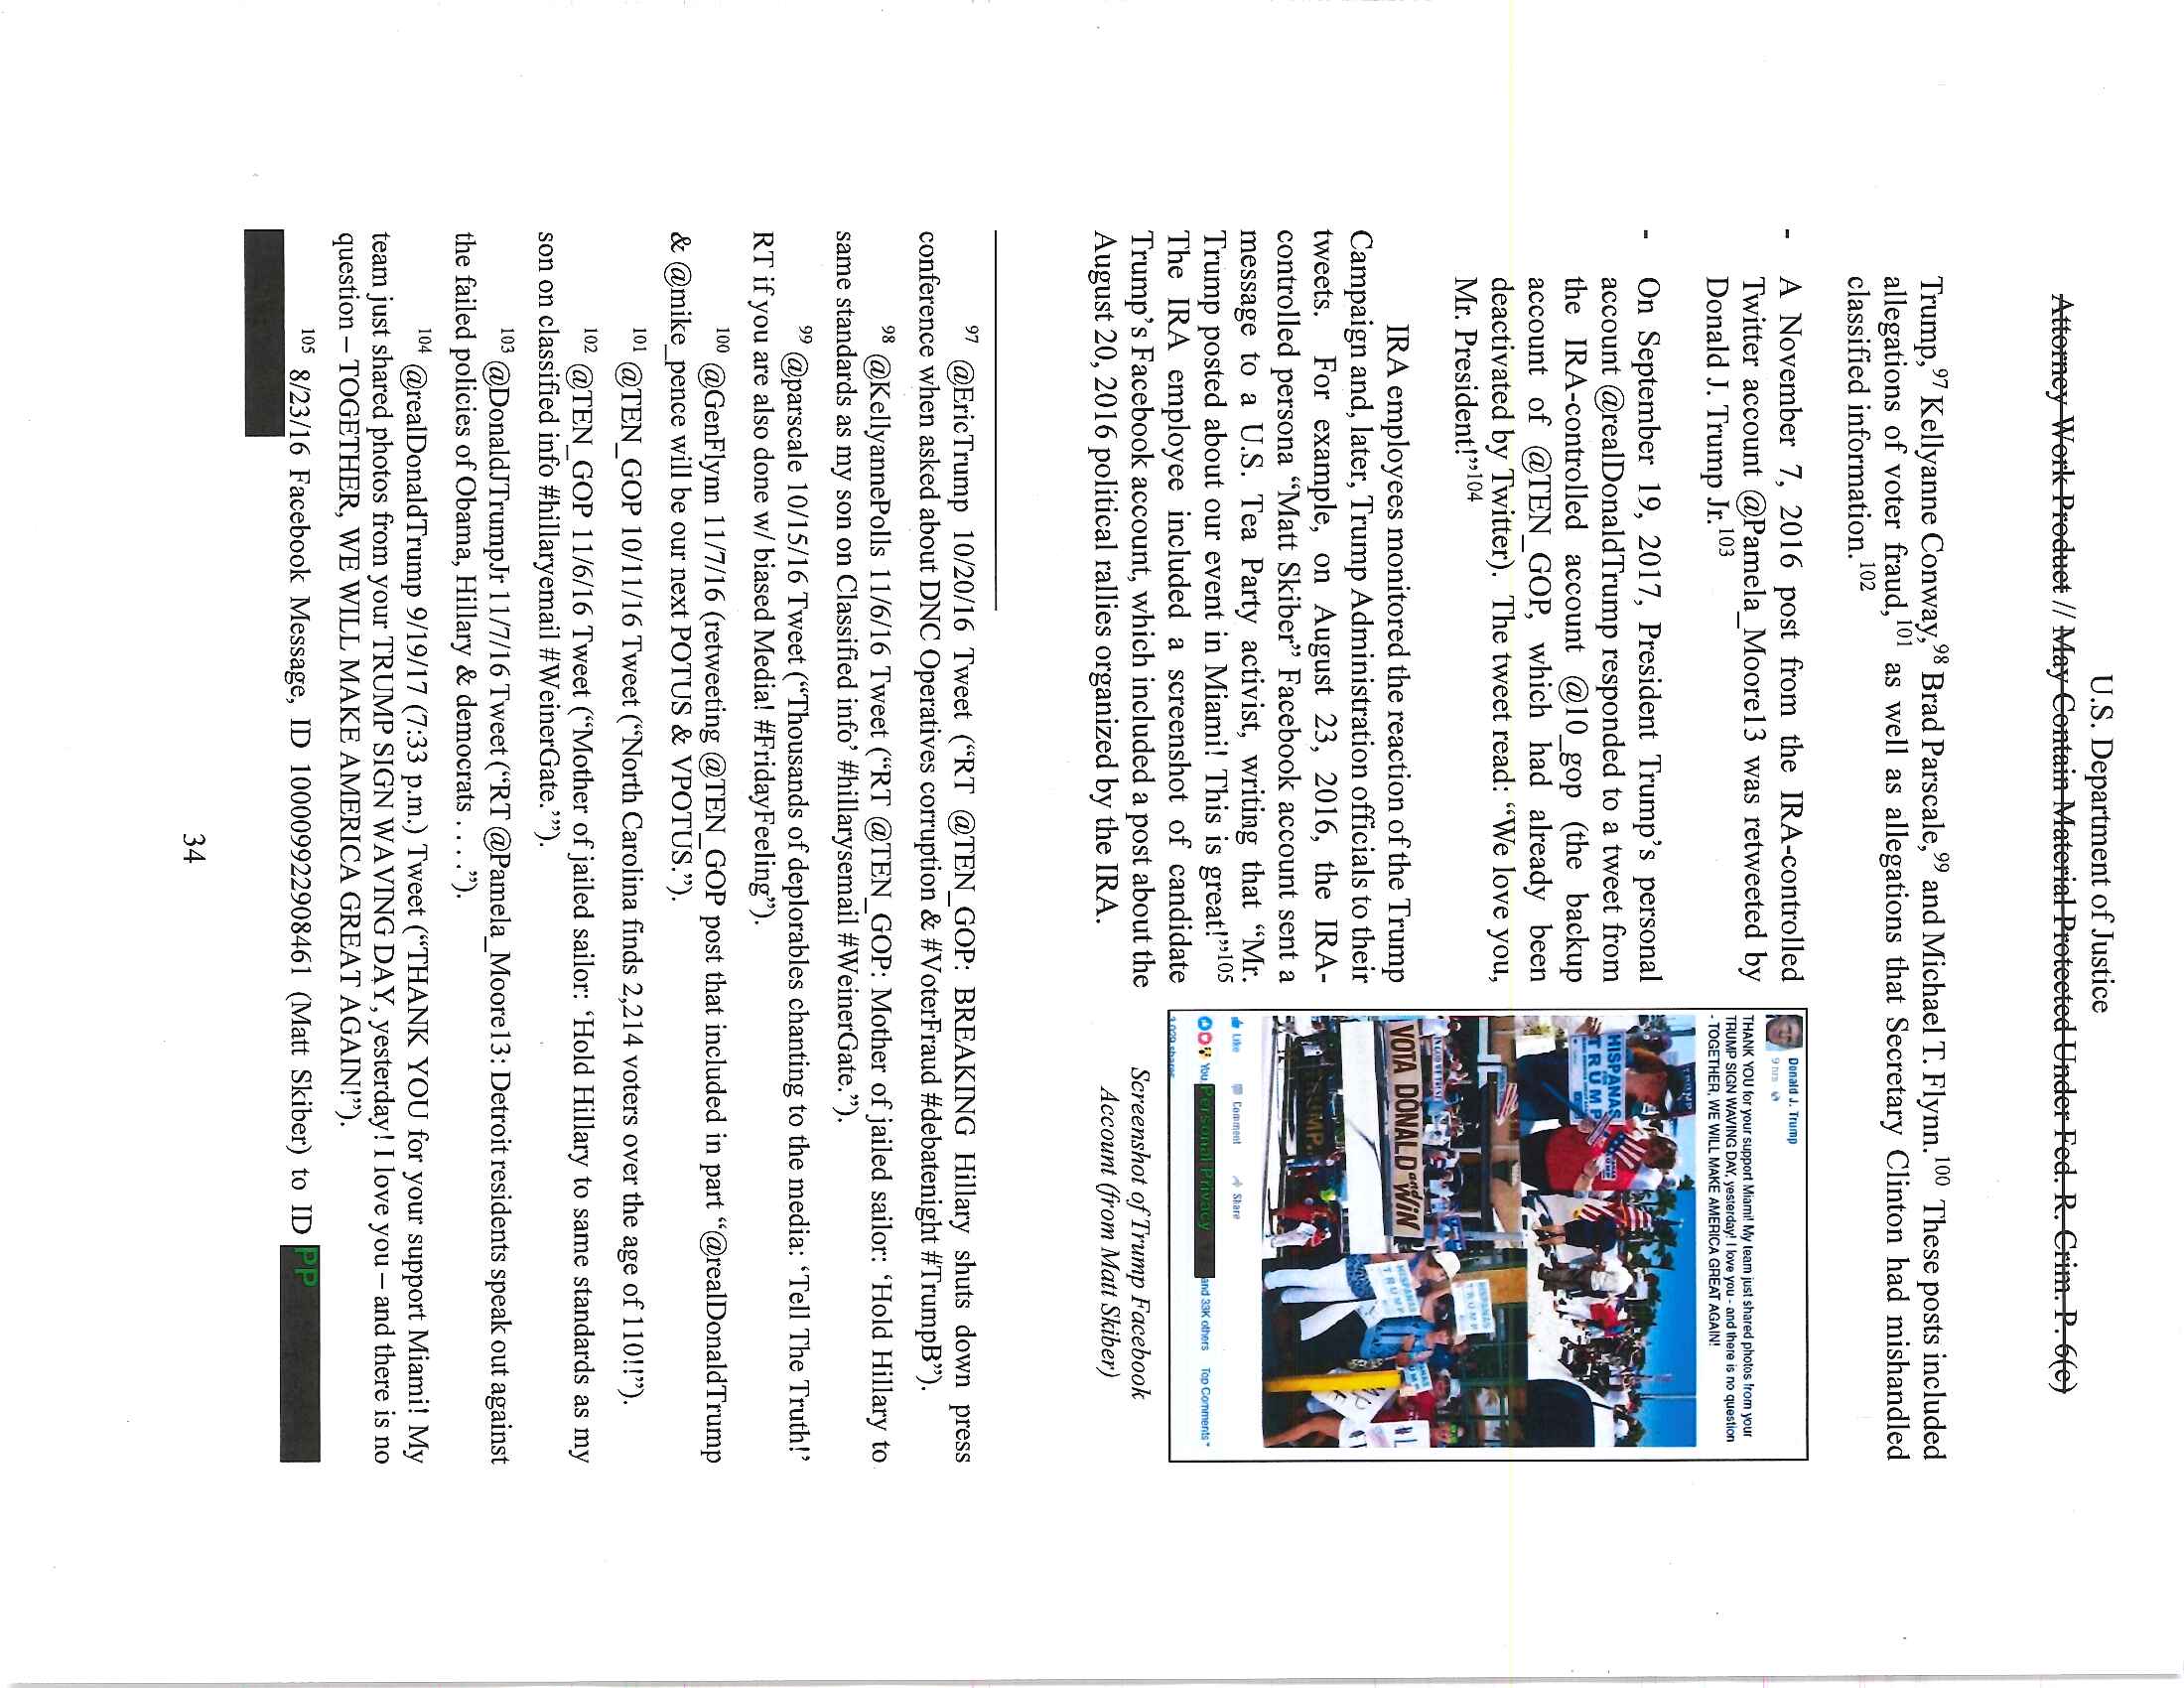 U.S. Department of Justice
Attorney Work Product // May Contain Material Protected Under Fed. R. Crim. P. 6(e)
Trump,97 Kellyanne Conway,98 Brad Parscale,99 and Michael T. Flynn.100 These posts included
allegations of voter fraud,101 as well as allegations that Secretary Clinton had mishandled
classified information.102
- A November 7, 2016 post from the IRA-controlled
Twitter account @Pamela_Moore13 was retweeted by
Donald J. Trump Jr.103
- On September 19, 2017, President Trump's personal
account @realDonaldTrump responded to a tweet from
the IRA-controlled account @10_gop (the backup
account of @TEN_GOP, which had already been
deactivated by Twitter). The tweet read: "We love you,
Mr. President!"104
IRA employees monitored the reaction of the Trump
Campaign and, later, Trump Administration officials to their
tweets. For example, on August 23, 2016, the IRA-
controlled persona "Matt Skiber" Facebook account sent a
message to a U.S. Tea Party activist, writing that "Mr.
Trump posted about our event in Miami! This is great!"105
The IRA employee included a screenshot of candidate
Trump's Facebook account, which included a post about the
August 20, 2016 political rallies organized by the IRA.
Donald J. Trump
9 hrs
THANK YOU for your support Miami! My team just shared photos from your
TRUMP SIGN WAVING DAY, yesterday! I love you - and there is no question
- TOGETHER, WE WILL MAKE AMERICA GREAT AGAIN!
TRUMP
HISPANAS
TRUMP
VOTA DONALD and WiN
TRUMP
HISPANAS
TRUMP
HISPANAS
TRUMP
Like Comment Share
You Personal Privacy and 33K others Top Comments
Screenshot of Trump Facebook
Account (from Matt Skiber)
97 @EricTrump 10/20/16 Tweet ("RT @TEN_GOP: BREAKING Hillary shuts down press
conference when asked about DNC Operatives corruption & #VoterFraud #debatenight #TrumpB").
98 @KellyannePolls 11/6/16 Tweet ("RT @TEN_GOP: Mother of jailed sailor: 'Hold Hillary to
same standards as my son on Classified info' #hillarysemail #WeinerGate.").
99 @parscale 10/15/16 Tweet ("Thousands of deplorables chanting to the media: 'Tell The Truth!'
RT if you are also done w/ biased Media! #FridayFeeling").
100 @GenFlynn 11/7/16 (retweeting @TEN_GOP post that included in part "@realDonaldTrump
& @mike_pence will be our next POTUS & VPOTUS.").
101 @TEN_GOP 10/11/16 Tweet ("North Carolina finds 2,214 voters over the age of 110!!").
102 @TEN_GOP 11/6/16 Tweet ("Mother of jailed sailor: 'Hold Hillary to same standards as my
son on classified info #hillaryemail #WeinerGate.'").
103 @DonaldJTrumpJr 11/7/16 Tweet ("RT @Pamela_Moore13: Detroit residents speak out against
the failed policies of Obama, Hillary & democrats . . . .").
104 @realDonaldTrump 9/19/17 (7:33 p.m.) Tweet ("THANK YOU for your support Miami! My
team just shared photos from your TRUMP SIGN WAVING DAY, yesterday! I love you – and there is no
question – TOGETHER, WE WILL MAKE AMERICA GREAT AGAIN!").
105 8/23/16 Facebook Message, ID 100009922908461 (Matt Skiber) to ID PP
34